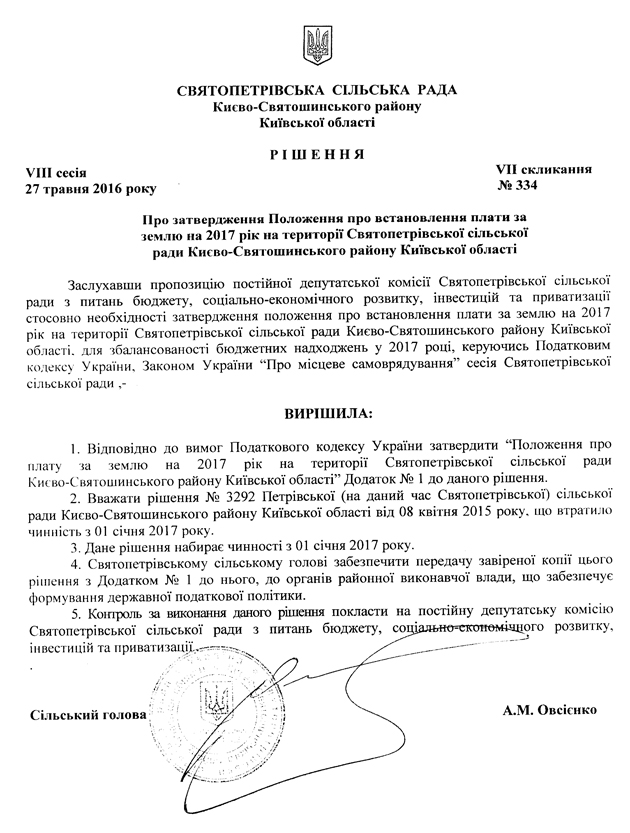 СВЯТОПЕТРІВСЬКА СІЛЬСЬКА РАДА
Києво-Святошинського району
Київської області
Р І Ш Е Н Н Я
VIII сесія
VII скликання
27 травня 2016 року
№ 334
Про затвердження Положення про встановлення плати за
землю на 2017 рік на території Святопетрівської сільської
ради Києво-Святошинського району Київської області
Заслухавши пропозицію постійної депутатської комісії Святопетрівської сільської
ради з питань бюджету, соціально-економічного розвитку, інвестицій та приватизації
стосовно необхідності затвердження положення про встановлення плати за землю на 2017
рік на території Святопетрівської сільської ради Києво-Святошинського району Київської
області, для збалансованості бюджетних надходжень у 2017 році, керуючись Податковим
кодексу України, Законом України “Про місцеве самоврядування” сесія Святопетрівської
сільської ради ,-
ВИРІШИЛА:
1. Відповідно до вимог Податкового кодексу України затвердити “Положення про
плату за землю на 2017 рік на території Святопетрівської сільської ради
Києво-Святошинського району Київської області” Додаток № 1 до даного рішення.
2. Вважати рішення № 3292 Петрівської (на даний час Святопетрівської) сільської
ради Києво-Святошинського району Київської області від 08 квітня 2015 року, що втратило
чинність з 01 січня 2017 року.
3. Дане рішення набирає чинності з 01 січня 2017 року.
4. Святопетрівському сільському голові забезпечити передачу завіреної копії цього
рішення з Додатком № 1 до нього, до органів районної виконавчої влади, що забезпечує
формування державної податкової політики.
5. Контроль за виконання даного рішення покласти на постійну депутатську комісію
Святопетрівської сільської ради з питань бюджету, соціально-економічного розвитку,
інвестицій та приватизації.
Сільський голова
А.М. Овсієнко